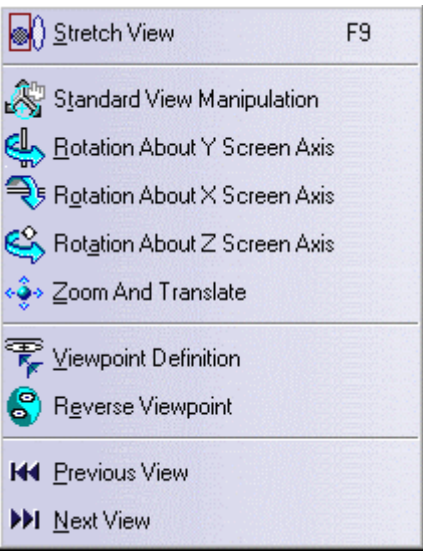 Stretch View F9
Standard View Manipulation
Rotation About Y Screen Axis
Rotation About X Screen Axis
Rotation About Z Screen Axis
Zoom And Translate
Viewpoint Definition
Reverse Viewpoint
Previous View
Next View